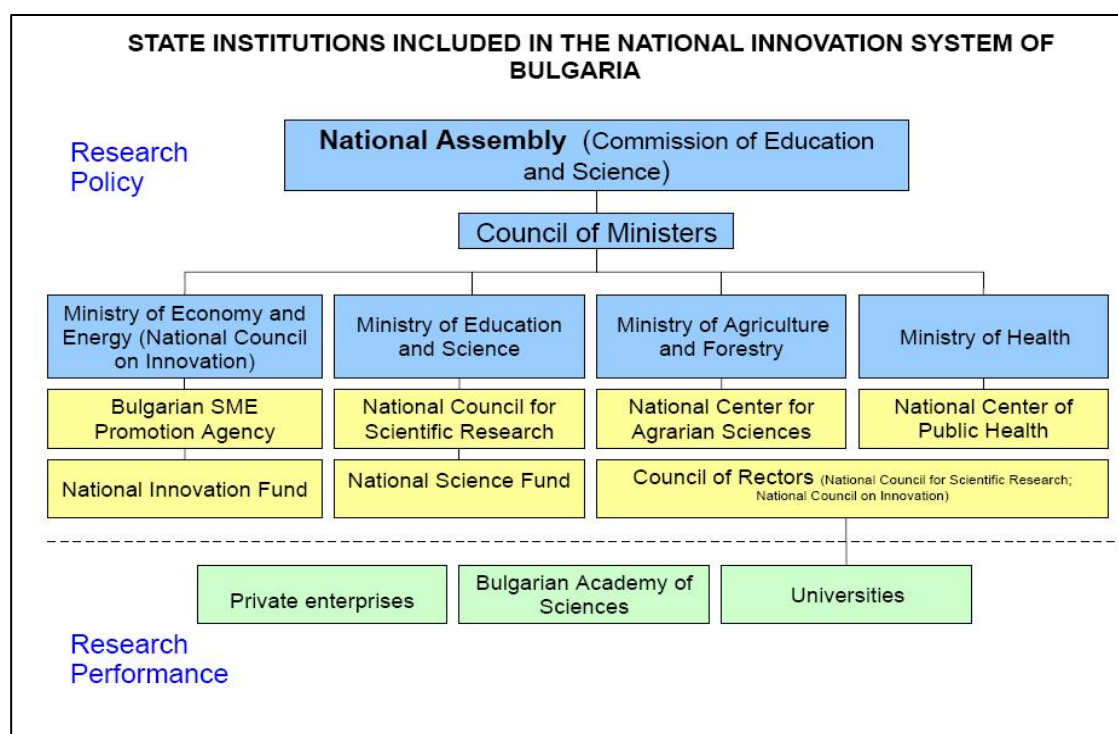 STATE INSTITUTIONS INCLUDED IN THE NATIONAL INNOVATION SYSTEM OF
BULGARIA
Research
Policy
National Assembly (Commission of Education
and Science)
Council of Ministers
Ministry of Economy and
Energy (National Council
on Innovation)
Ministry of Education
and Science
Ministry of Agriculture
and Forestry
Ministry of Health
Bulgarian SME
Promotion Agency
National Council for
Scientific Research
National Center for
Agrarian Sciences
National Center of
Public Health
National Innovation Fund
National Science Fund
Council of Rectors (National Council for Scientific Research;
National Council on Innovation)
Private enterprises
Bulgarian Academy of
Sciences
Universities
Research
Performance